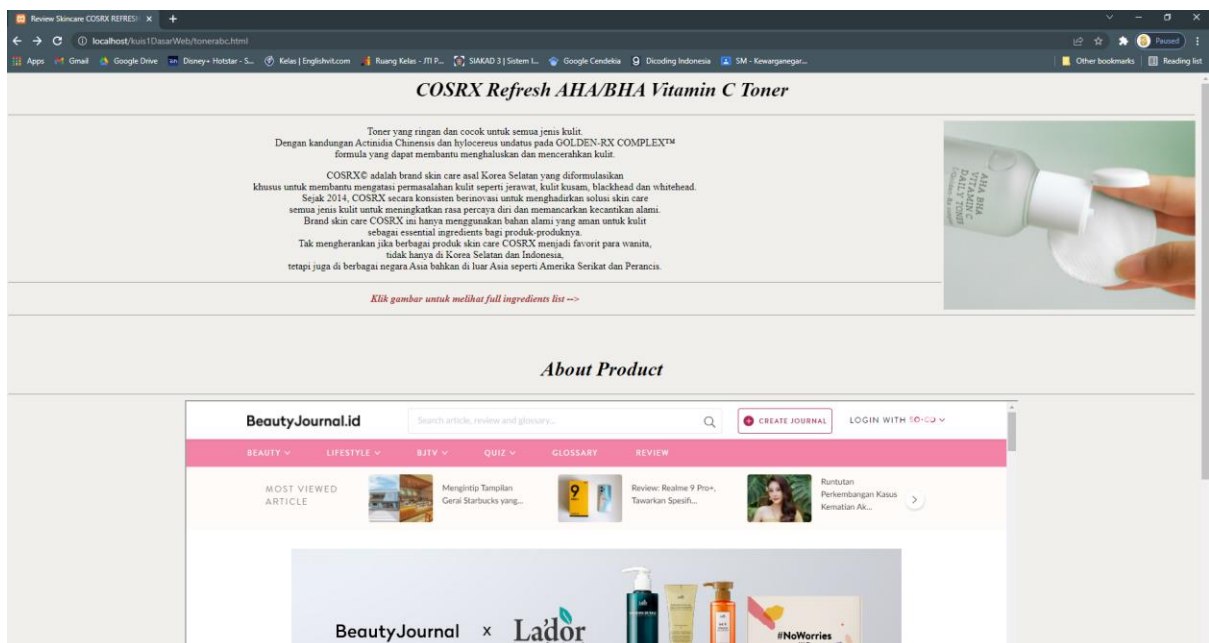 Review Skincare COSRX REFRESH
localhost/kuis1DasarWeb/tonerabc.html
Paused
Apps
Gmail
Google Drive
Disney+ Hotstar - S...
Kelas | Englishvit.com
Ruang Kelas - JTI P...
SIAKAD 3 | Sistem I...
Google Cendekia
Dicoding Indonesia
SM - Kewarganegar...
Other bookmarks
Reading list
COSRX Refresh AHA/BHA Vitamin C Toner
Toner yang ringan dan cocok untuk semua jenis kulit.
Dengan kandungan Actinidia Chinensis dan hylocereus undatus pada GOLDEN-RX COMPLEX™
formula yang dapat membantu menghaluskan dan mencerahkan kulit.
COSRX© adalah brand skin care asal Korea Selatan yang diformulasikan
khusus untuk membantu mengatasi permasalahan kulit seperti jerawat, kulit kusam, blackhead dan whitehead.
Sejak 2014, COSRX secara konsisten berinovasi untuk menghadirkan solusi skin care
semua jenis kulit untuk meningkatkan rasa percaya diri dan memancarkan kecantikan alami.
Brand skin care COSRX ini hanya menggunakan bahan alami yang aman untuk kulit
sebagai essential ingredients bagi produk-produknya.
Tak mengherankan jika berbagai produk skin care COSRX menjadi favorit para wanita,
tidak hanya di Korea Selatan dan Indonesia,
tetapi juga di berbagai negara Asia bahkan di luar Asia seperti Amerika Serikat dan Perancis.
AHA BHA
VITAMIN C
DAILY TONER
Klik gambar untuk melihat full ingredients list -->
About Product
BeautyJournal.id
Search article, review and glossary...
CREATE JOURNAL
LOGIN WITH SO·CO
BEAUTY
LIFESTYLE
BJTV
QUIZ
GLOSSARY
REVIEW
MOST VIEWED
ARTICLE
Mengintip Tampilan
Gerai Starbucks yang...
9
Review: Realme 9 Pro+,
Tawarkan Spesifi...
Runtutan
Perkembangan Kasus
Kematian Ak...
BeautyJournal x Lador
#NoWorries